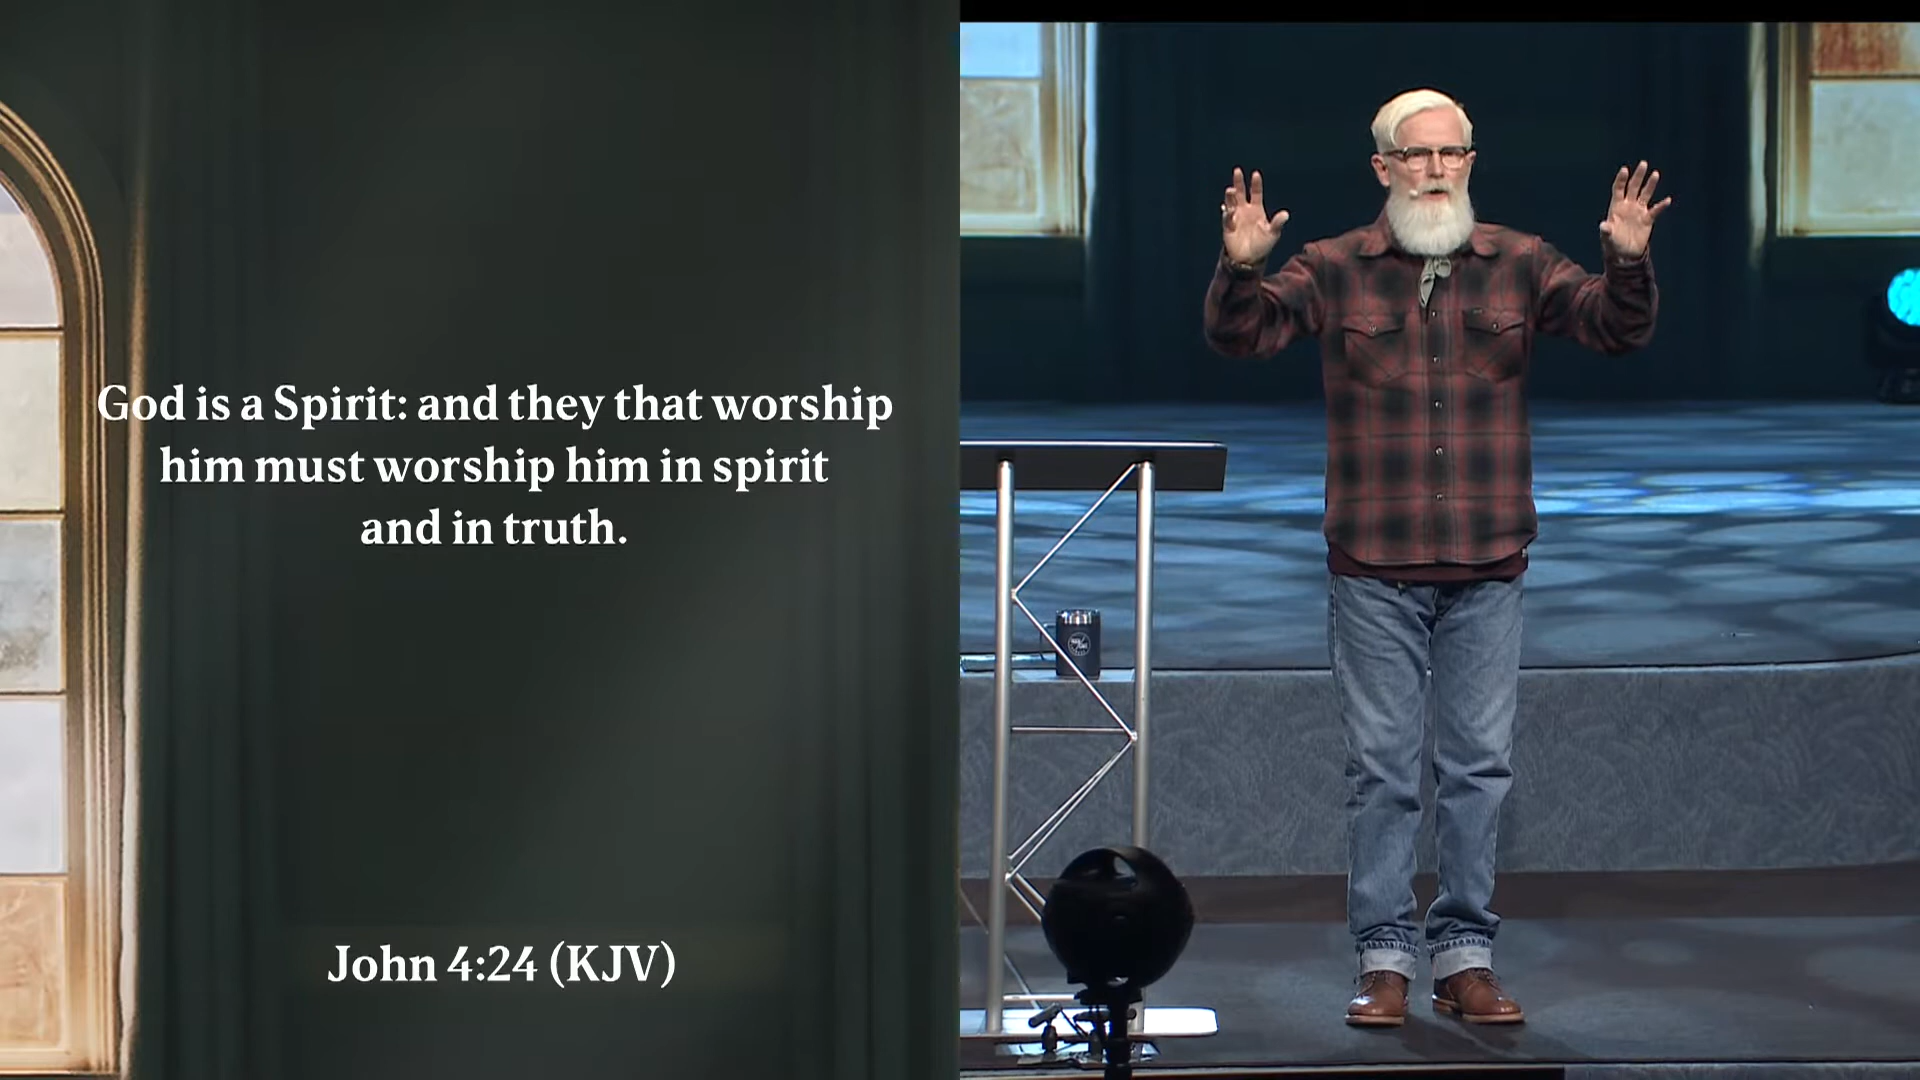 God is a Spirit: and they that worship
him must worship him in spirit
and in truth.
John 4:24 (KJV)